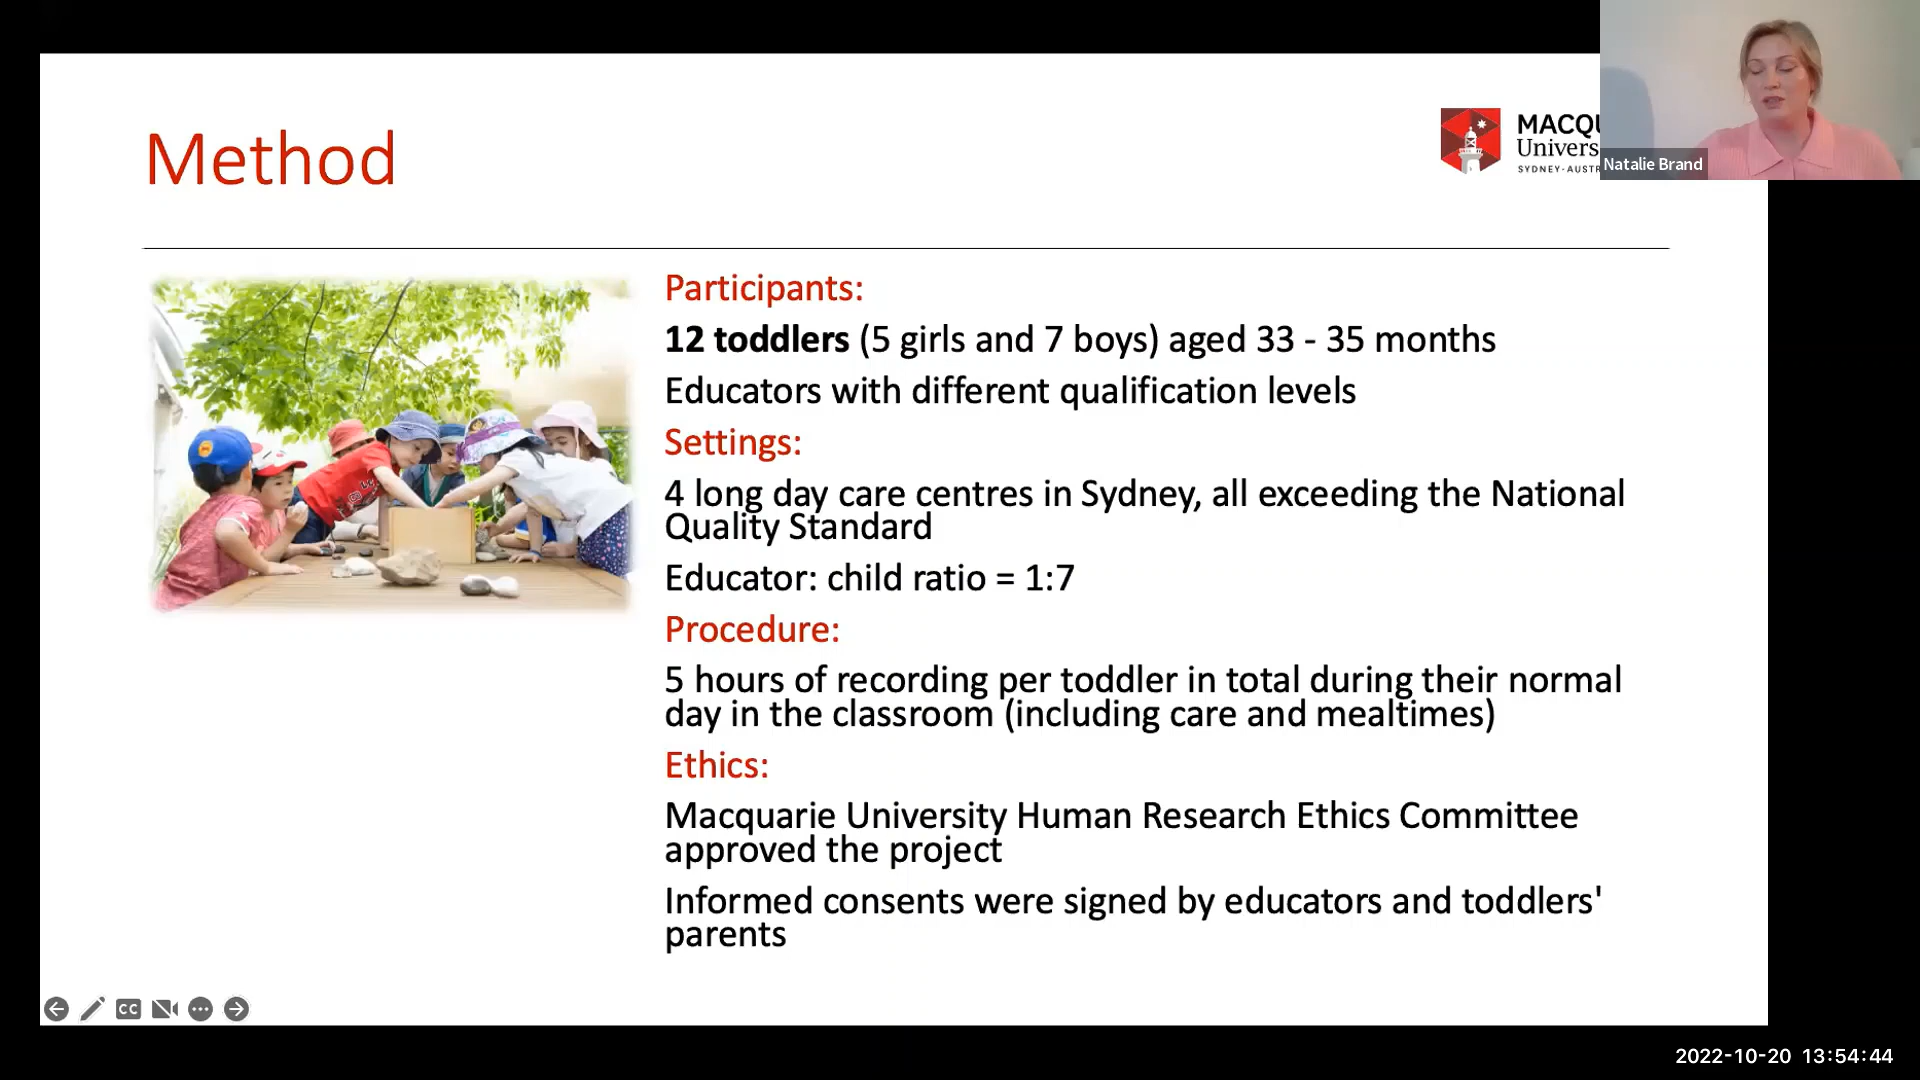 Method
MACQU
Univers
SYDNEY·AUSTR
Natalie Brand
Participants:
12 toddlers (5 girls and 7 boys) aged 33 - 35 months
Educators with different qualification levels
Settings:
4 long day care centres in Sydney, all exceeding the National
Quality Standard
Educator: child ratio = 1:7
Procedure:
5 hours of recording per toddler in total during their normal
day in the classroom (including care and mealtimes)
Ethics:
Macquarie University Human Research Ethics Committee
approved the project
Informed consents were signed by educators and toddlers'
parents
CC
2022-10-20 13:54:44